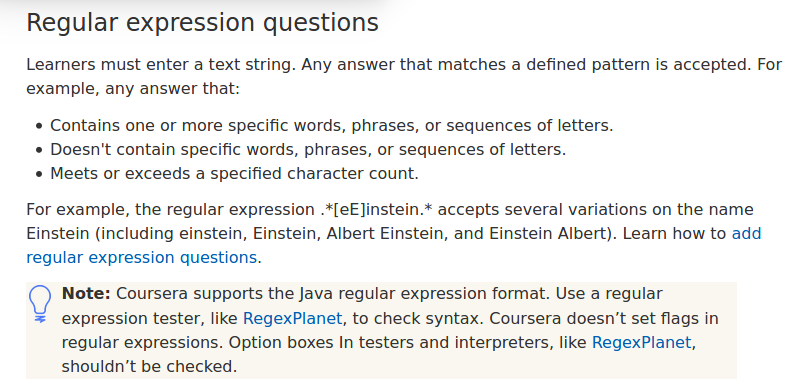 Regular expression questions
Learners must enter a text string. Any answer that matches a defined pattern is accepted. For
example, any answer that:
• Contains one or more specific words, phrases, or sequences of letters.
• Doesn't contain specific words, phrases, or sequences of letters.
• Meets or exceeds a specified character count.
For example, the regular expression .*[eE]instein.* accepts several variations on the name
Einstein (including einstein, Einstein, Albert Einstein, and Einstein Albert). Learn how to add
regular expression questions.
Note: Coursera supports the Java regular expression format. Use a regular
expression tester, like RegexPlanet, to check syntax. Coursera doesn’t set flags in
regular expressions. Option boxes In testers and interpreters, like RegexPlanet,
shouldn’t be checked.